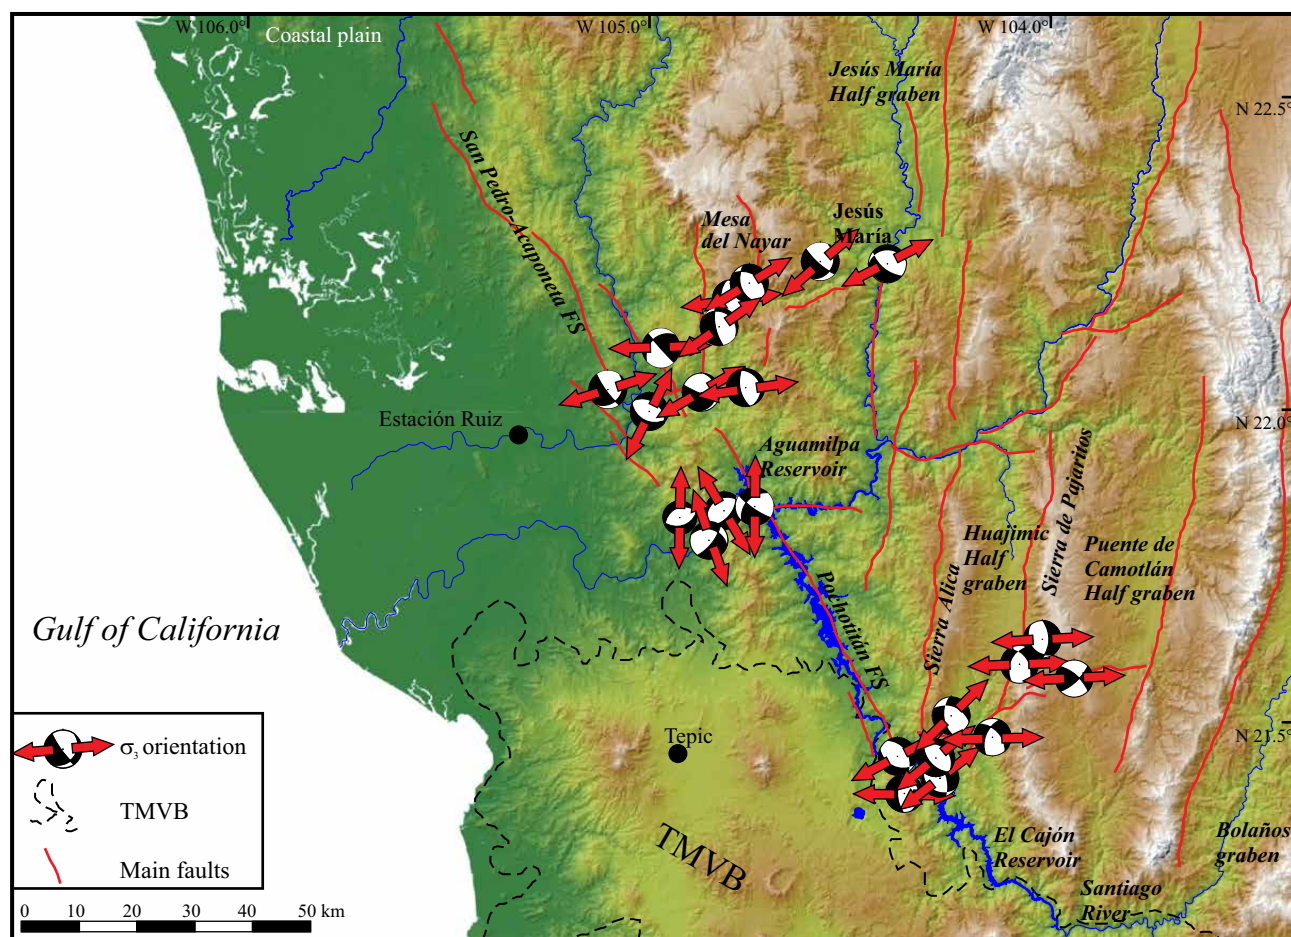 W 106.0°
W 105.0°
W 104.0°
Coastal plain
Jesús María
Half graben
N 22.5°
San Pedro-Acaponeta FS
Mesa
del Nayar
Jesús
María
Estación Ruiz
N 22.0°
Aguamilpa
Reservoir
Sierra de Pajaritos
Huajimic
Half
graben
Puente de
Camotlán
Half graben
Sierra Alica
Pochotitán FS
Gulf of California
N 21.5°
Tepic
σ3 orientation
TMVB
Main faults
TMVB
El Cajón
Reservoir
Bolaños
graben
Santiago
River
0 10 20 30 40 50 km